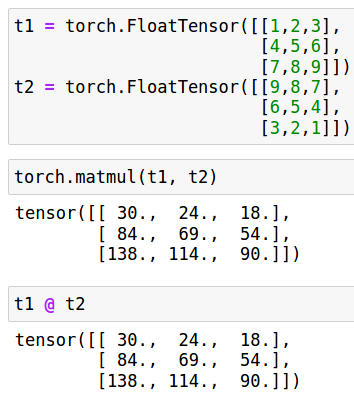 t1 = torch.FloatTensor([[1,2,3],
                        [4,5,6],
                        [7,8,9]])
t2 = torch.FloatTensor([[9,8,7],
                        [6,5,4],
                        [3,2,1]])
torch.matmul(t1, t2)
tensor([[ 30.,  24.,  18.],
        [ 84.,  69.,  54.],
        [138., 114.,  90.]])
t1 @ t2
tensor([[ 30.,  24.,  18.],
        [ 84.,  69.,  54.],
        [138., 114.,  90.]])